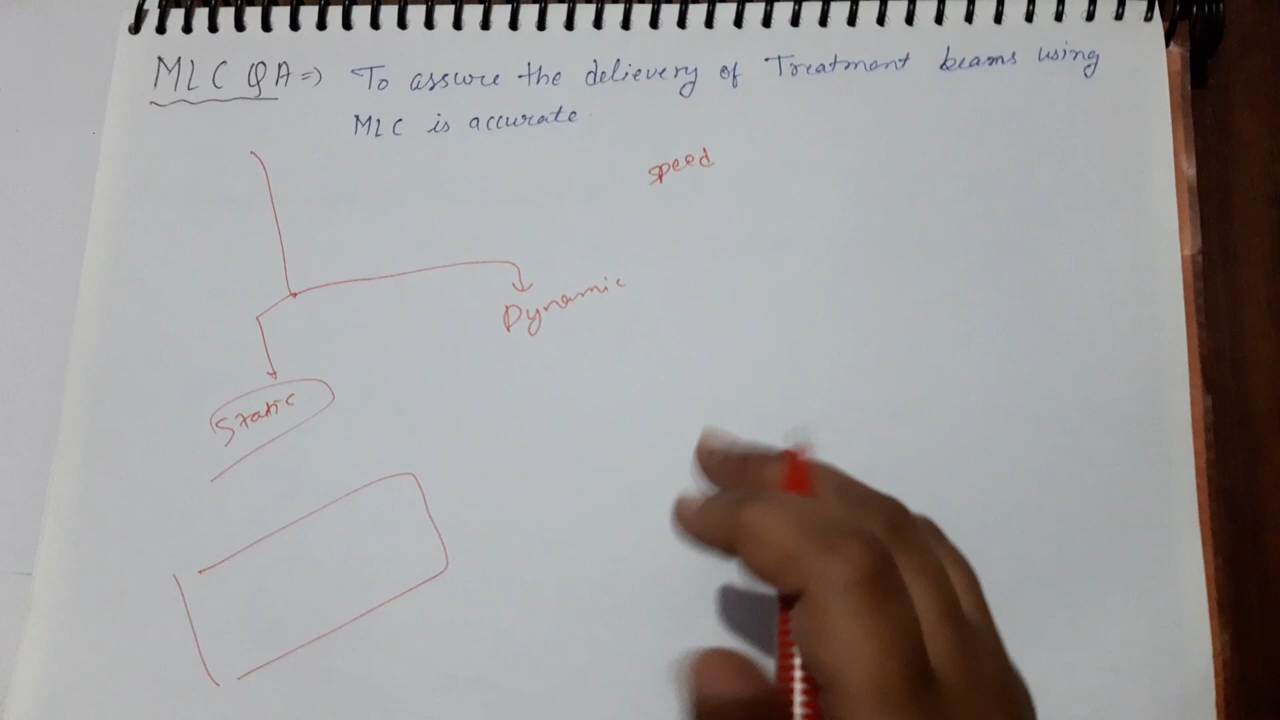 MLC QA => To assure the delievery of Treatment beams using
MLC is accurate
speed
Dynamic
Static